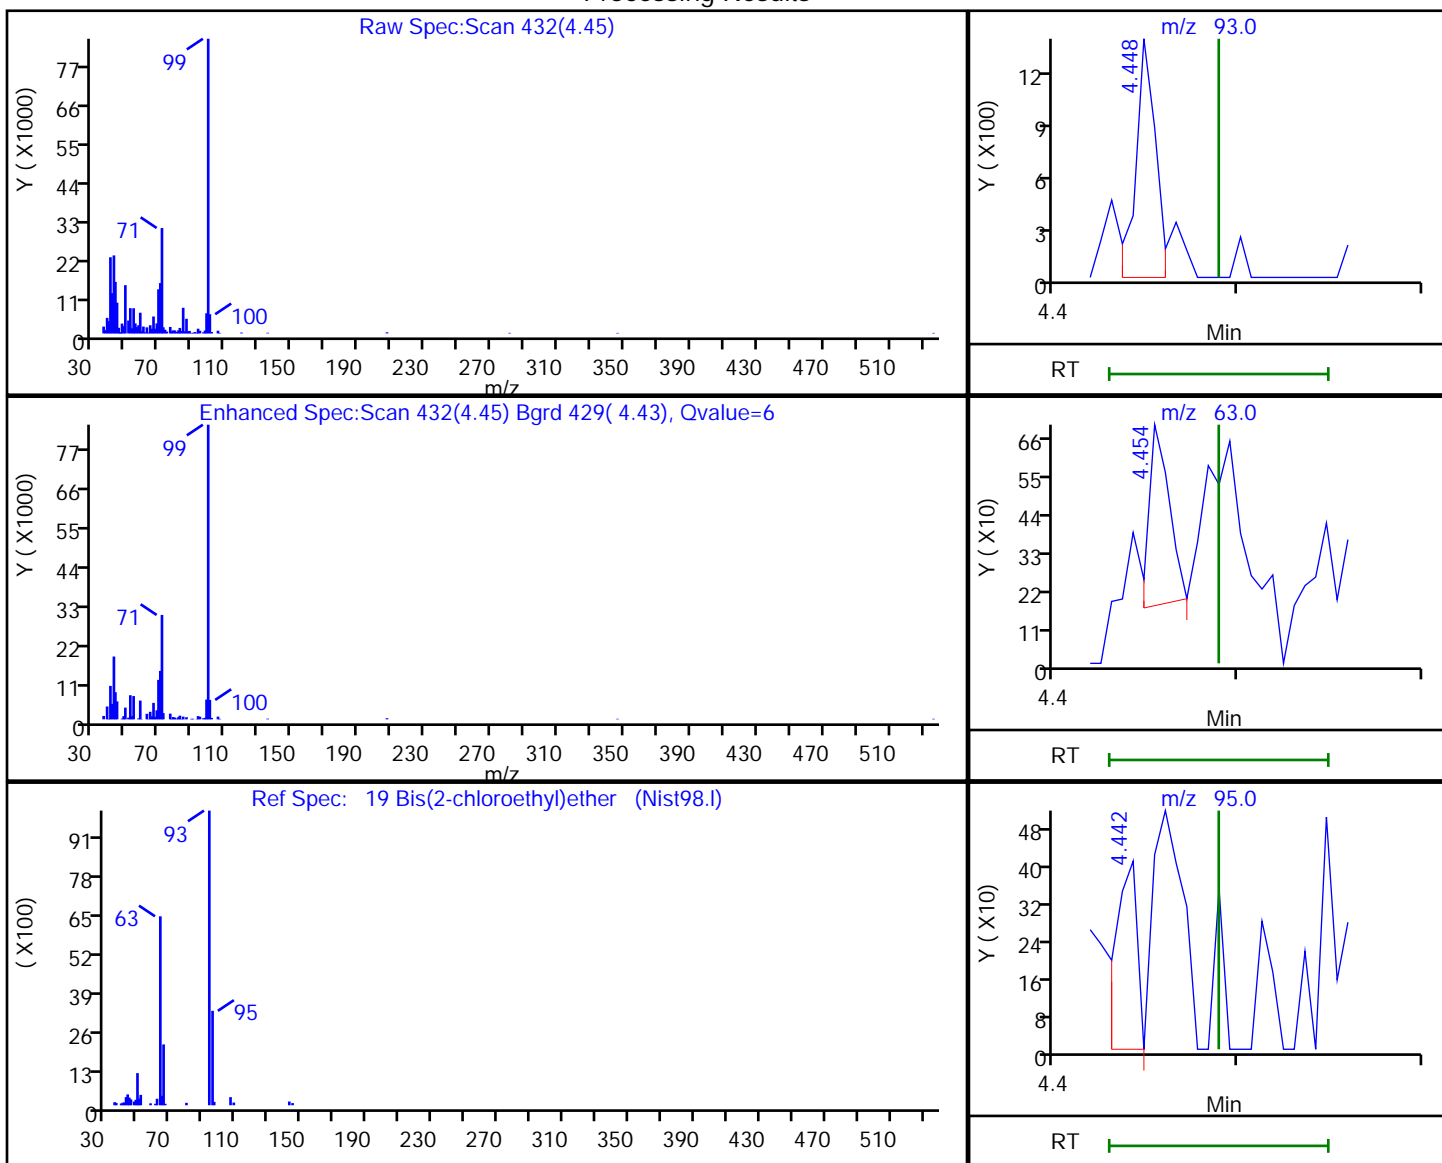 Processing Results
Raw Spec:Scan 432(4.45)
99
71
100
Y ( X1000)
77
66
55
44
33
22
11
0
30 70 110 150 190 230 270 310 350 390 430 470 510
m/z
m/z 93.0
4.448
Y ( X100)
12
9
6
3
0
4.4
Min
RT
Enhanced Spec:Scan 432(4.45) Bgrd 429( 4.43), Qvalue=6
99
71
100
Y ( X1000)
77
66
55
44
33
22
11
0
30 70 110 150 190 230 270 310 350 390 430 470 510
m/z
m/z 63.0
4.454
Y ( X10)
66
55
44
33
22
11
0
4.4
Min
RT
Ref Spec: 19 Bis(2-chloroethyl)ether (Nist98.l)
93
63
95
( X100)
91
78
65
52
39
26
13
0
30 70 110 150 190 230 270 310 350 390 430 470 510
m/z 95.0
4.442
Y ( X10)
48
40
32
24
16
8
0
4.4
Min
RT